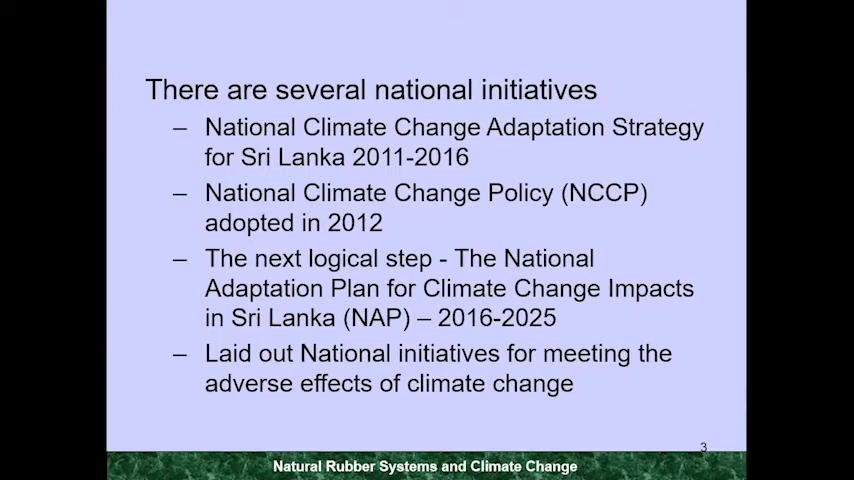 There are several national initiatives
– National Climate Change Adaptation Strategy
for Sri Lanka 2011-2016
– National Climate Change Policy (NCCP)
adopted in 2012
– The next logical step - The National
Adaptation Plan for Climate Change Impacts
in Sri Lanka (NAP) – 2016-2025
– Laid out National initiatives for meeting the
adverse effects of climate change
3
Natural Rubber Systems and Climate Change